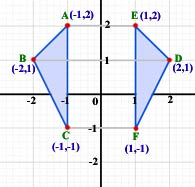 A (-1,2) E (1,2)
2
B 1 D
(-2,1) (2,1)
-2 -1 0 1 2
C -1 F
(-1,-1) (1,-1)
-2